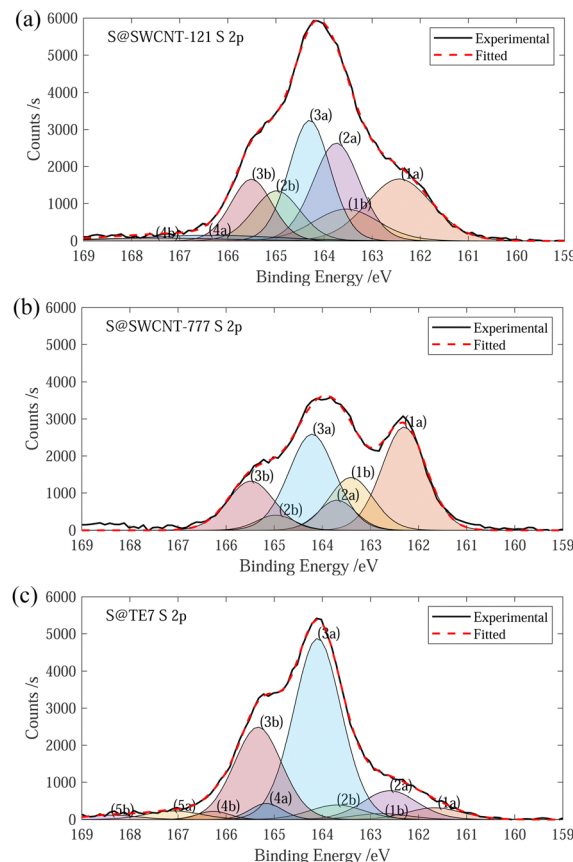 (a)
S@SWCNT-121 S 2p
Experimental
Fitted
Counts /s
6000
5000
4000
3000
2000
1000
0
(3a)
(2a)
(3b)
(2b)
(1a)
(1b)
(4b)
(4a)
169 168 167 166 165 164 163 162 161 160 159
Binding Energy /eV
(b)
S@SWCNT-777 S 2p
Experimental
Fitted
Counts /s
6000
5000
4000
3000
2000
1000
0
(3a)
(1a)
(3b)
(1b)
(2b)
(2a)
169 168 167 166 165 164 163 162 161 160 159
Binding Energy /eV
(c)
S@TE7 S 2p
Experimental
Fitted
Counts /s
6000
5000
4000
3000
2000
1000
0
(3a)
(3b)
(2a)
(5b)
(5a)
(4b)
(4a)
(2b)
(1b)
(1a)
169 168 167 166 165 164 163 162 161 160 159
Binding Energy /eV